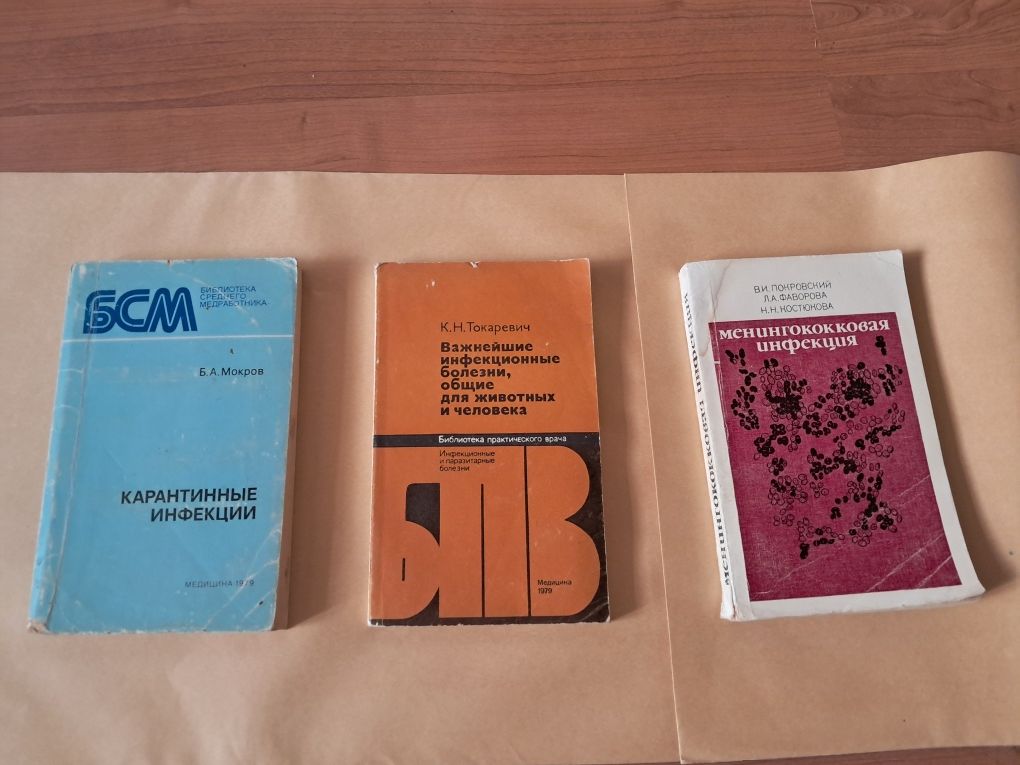 БСМ
БИБЛИОТЕКА
СРЕДНЕГО
МЕДРАБОТНИКА
Б.А.Мокров
КАРАНТИННЫЕ
ИНФЕКЦИИ
МЕДИЦИНА·1979
К.Н.Токаревич
Важнейшие
инфекционные
болезни,
общие
для животных
и человека
Библиотека практического врача
Инфекционные
и паразитарные
болезни
БПВ
Медицина
1979
В.И. ПОКРОВСКИЙ
Л.А. ФАВОРОВА
Н.Н. КОСТЮКОВА
менингококковая
инфекция
менингококковая инфекция